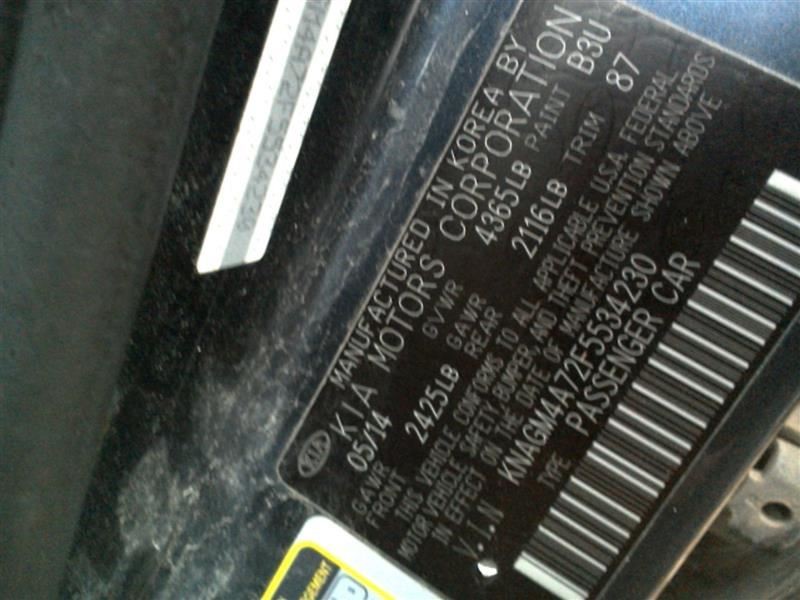 MANUFACTURED IN KOREA BY
KIA MOTORS CORPORATION
05/14 GVWR 4365LB PAINT B3U
GAWR FRONT 2425LB GAWR REAR 2116LB TRIM 87
THIS VEHICLE CONFORMS TO ALL APPLICABLE U.S.A. FEDERAL
MOTOR VEHICLE SAFETY, BUMPER, AND THEFT PREVENTION STANDARDS
IN EFFECT ON THE DATE OF MANUFACTURE SHOWN ABOVE
V.I.N KNAGM4A72F5534230
TYPE PASSENGER CAR
KIA